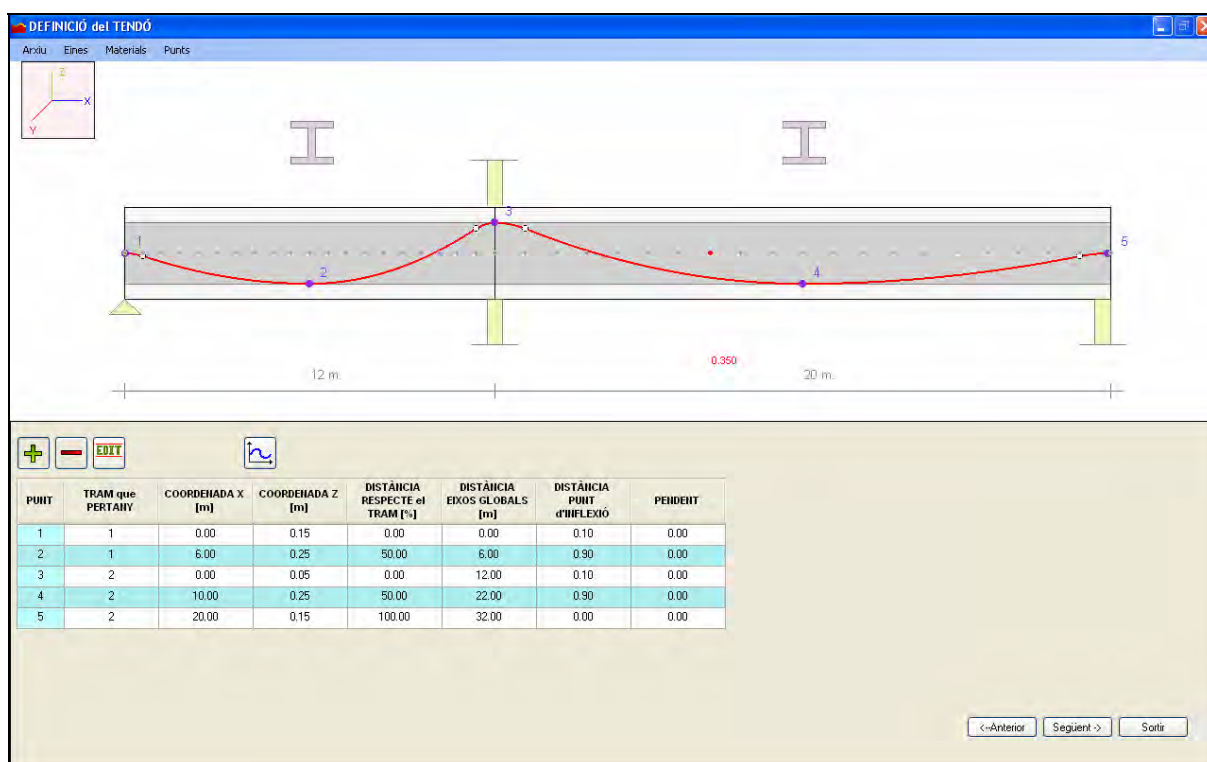 DEFINICIÓ del TENDÓ
Arxiu Eines Materials Punts
Z
X
Y
1
2
3
4
5
0.350
12 m.
20 m.
EDIT
PUNT TRAM que PERTANY COORDENADA X [m] COORDENADA Z [m] DISTÀNCIA RESPECTE el TRAM [%] DISTÀNCIA EIXOS GLOBALS [m] DISTÀNCIA PUNT d'INFLEXIÓ PENDENT
1 1 0.00 0.15 0.00 0.00 0.10 0.00
2 1 6.00 0.25 50.00 6.00 0.90 0.00
3 2 0.00 0.05 0.00 12.00 0.10 0.00
4 2 10.00 0.25 50.00 22.00 0.90 0.00
5 2 20.00 0.15 100.00 32.00 0.00 0.00
<--Anterior Següent -> Sortir